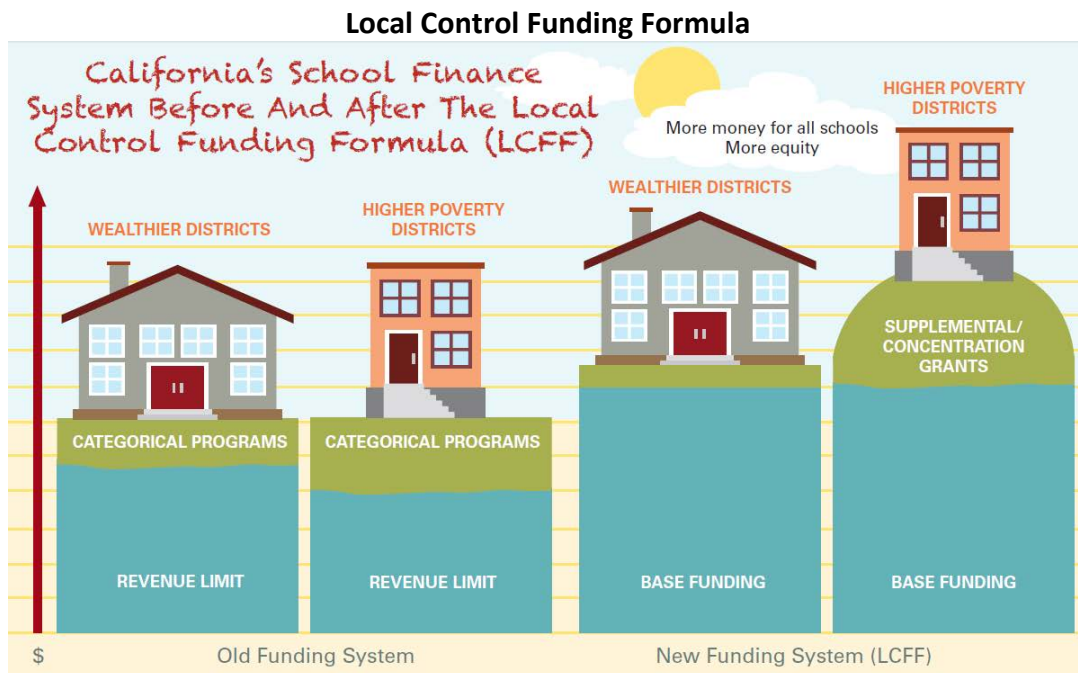 Local Control Funding Formula
California's School Finance
System Before And After The Local
Control Funding Formula (LCFF)
More money for all schools
More equity
HIGHER POVERTY
DISTRICTS
WEALTHIER DISTRICTS
HIGHER POVERTY
DISTRICTS
WEALTHIER DISTRICTS
SUPPLEMENTAL/
CONCENTRATION
GRANTS
CATEGORICAL PROGRAMS
CATEGORICAL PROGRAMS
REVENUE LIMIT
REVENUE LIMIT
BASE FUNDING
BASE FUNDING
$
Old Funding System
New Funding System (LCFF)